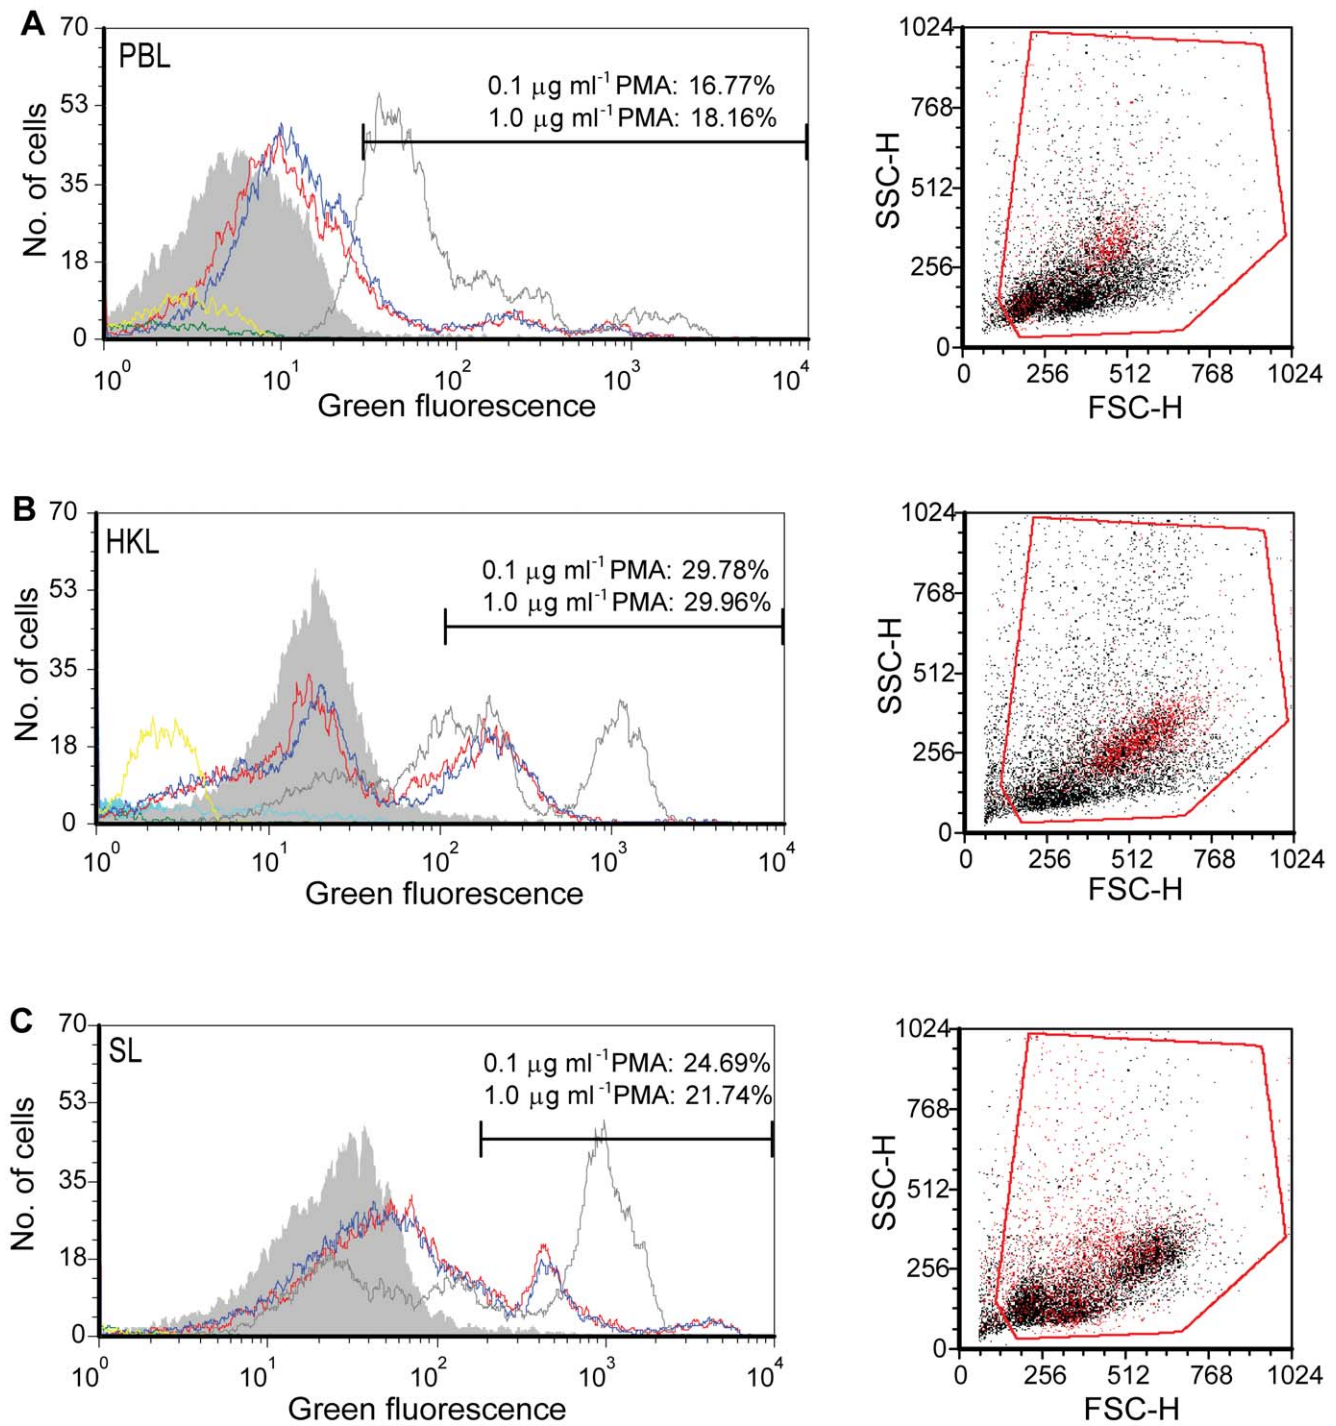 A
70
PBL
0.1 µg ml⁻¹ PMA: 16.77%
1.0 µg ml⁻¹ PMA: 18.16%
53
35
18
0
No. of cells
10⁰ 10¹ 10² 10³ 10⁴
Green fluorescence
1024
768
512
256
0
SSC-H
0 256 512 768 1024
FSC-H
B
70
HKL
0.1 µg ml⁻¹ PMA: 29.78%
1.0 µg ml⁻¹ PMA: 29.96%
53
35
18
0
No. of cells
10⁰ 10¹ 10² 10³ 10⁴
Green fluorescence
1024
768
512
256
0
SSC-H
0 256 512 768 1024
FSC-H
C
70
SL
0.1 µg ml⁻¹ PMA: 24.69%
1.0 µg ml⁻¹ PMA: 21.74%
53
35
18
0
No. of cells
10⁰ 10¹ 10² 10³ 10⁴
Green fluorescence
1024
768
512
256
0
SSC-H
0 256 512 768 1024
FSC-H